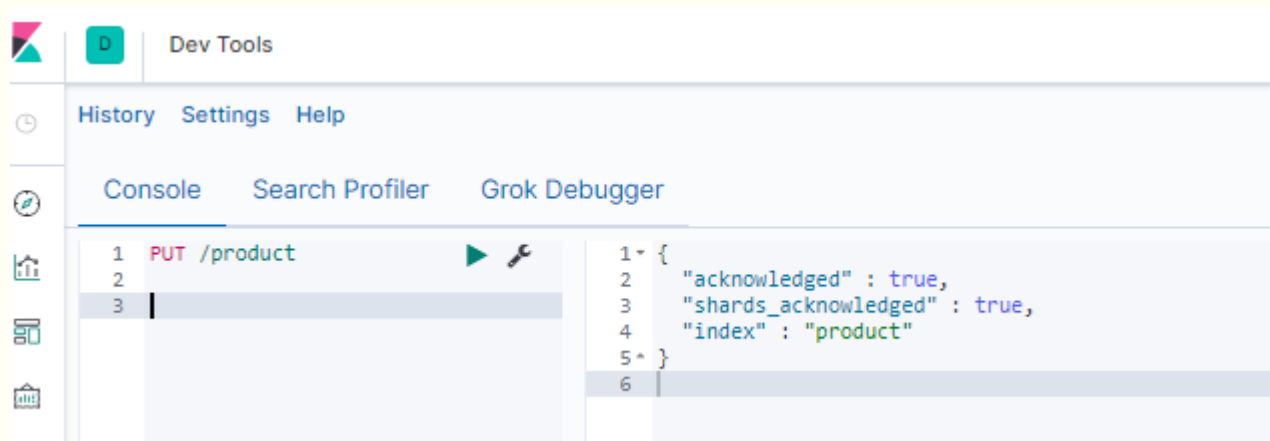 D Dev Tools
History Settings Help
Console Search Profiler Grok Debugger
1 PUT /product
2
3
1 {
2 "acknowledged" : true,
3 "shards_acknowledged" : true,
4 "index" : "product"
5 }
6